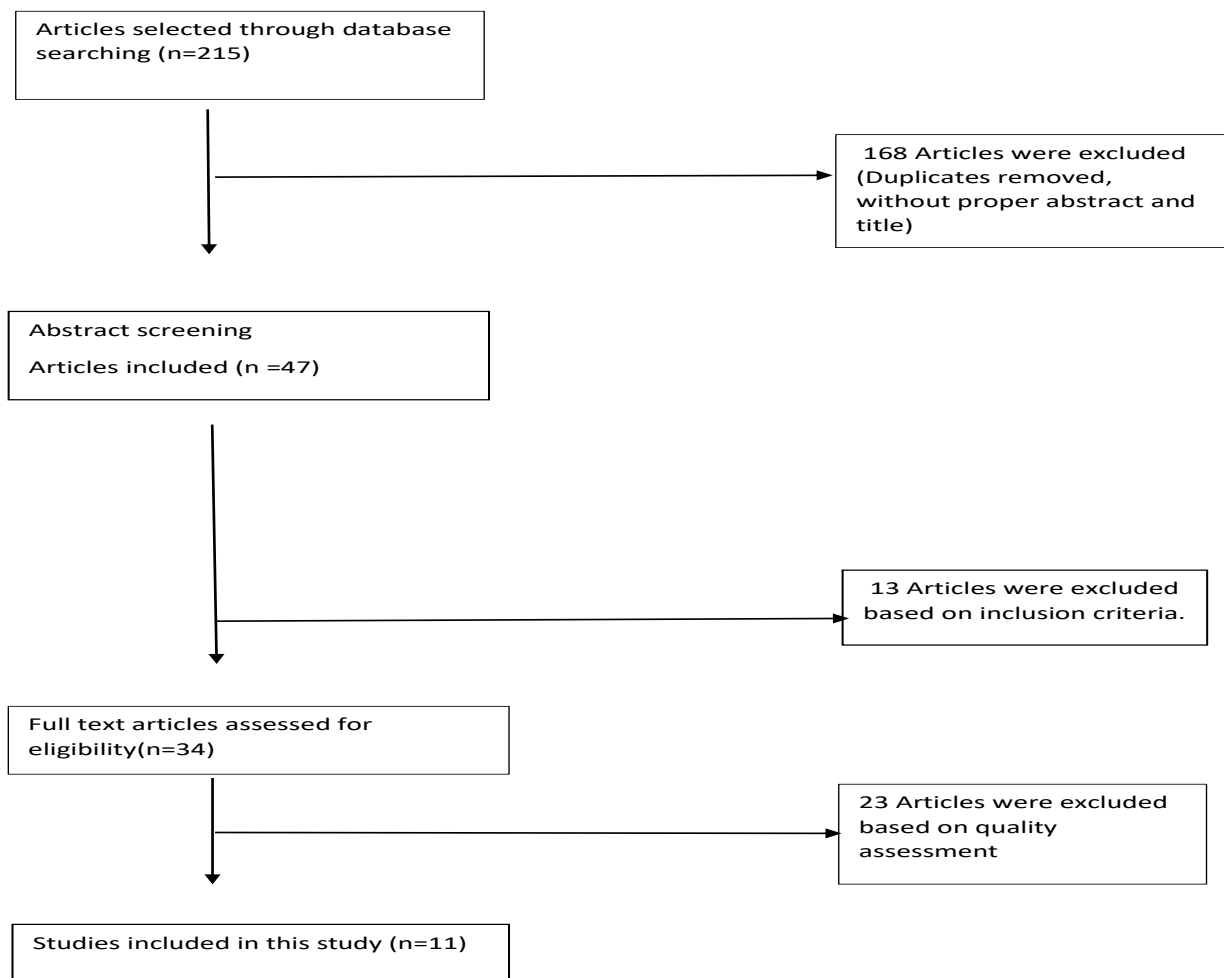 Articles selected through database
searching (n=215)
168 Articles were excluded
(Duplicates removed,
without proper abstract and
title)
Abstract screening
Articles included (n =47)
13 Articles were excluded
based on inclusion criteria.
Full text articles assessed for
eligibility(n=34)
23 Articles were excluded
based on quality
assessment
Studies included in this study (n=11)